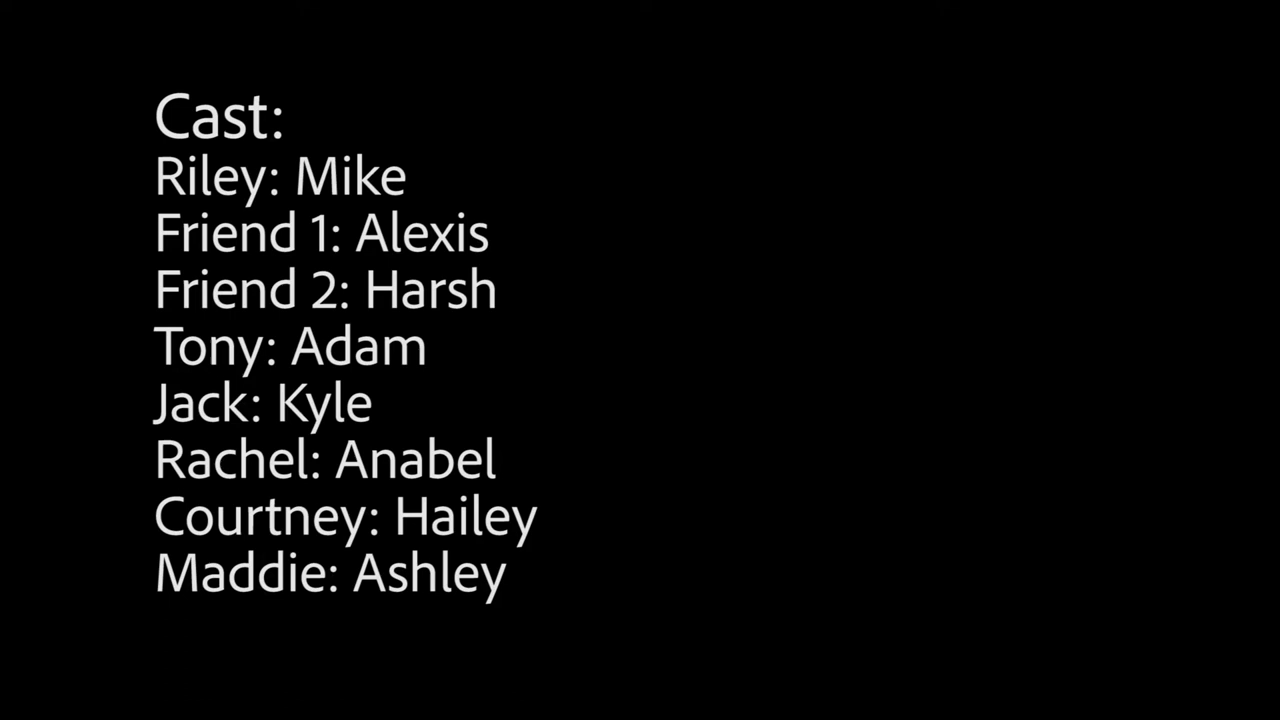 Cast:
Riley: Mike
Friend 1: Alexis
Friend 2: Harsh
Tony: Adam
Jack: Kyle
Rachel: Anabel
Courtney: Hailey
Maddie: Ashley